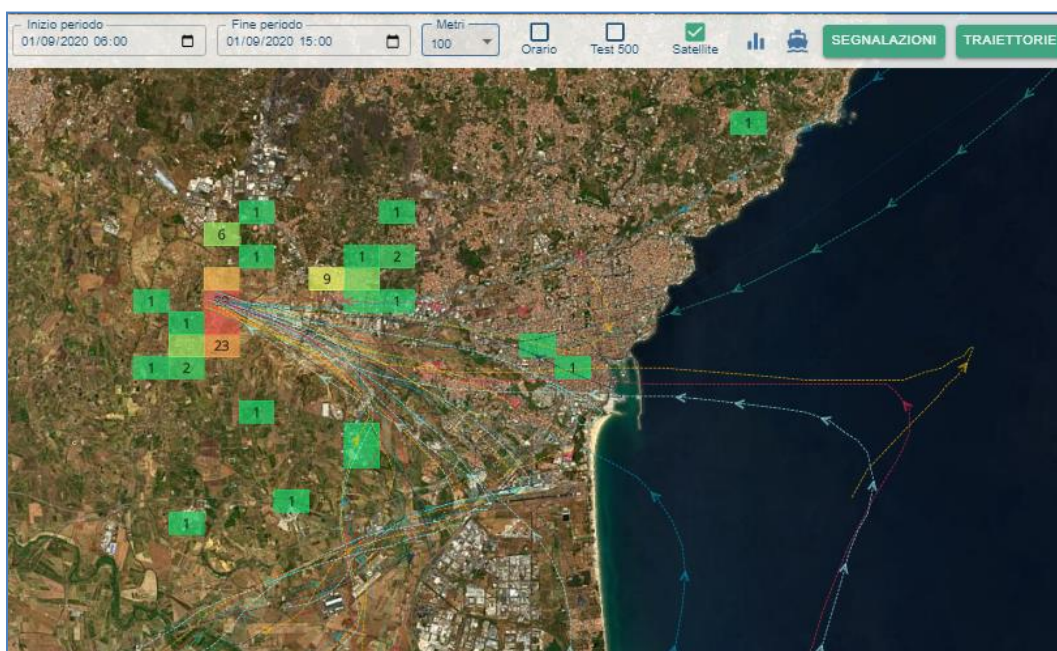 Inizio periodo
01/09/2020 06:00
Fine periodo
01/09/2020 15:00
Metri
100
Orario
Test 500
Satellite
SEGNALAZIONI
TRAIETTORIE
1
1
1
6
1
1
2
9
1
1
1
23
1
2
1
1
1
1